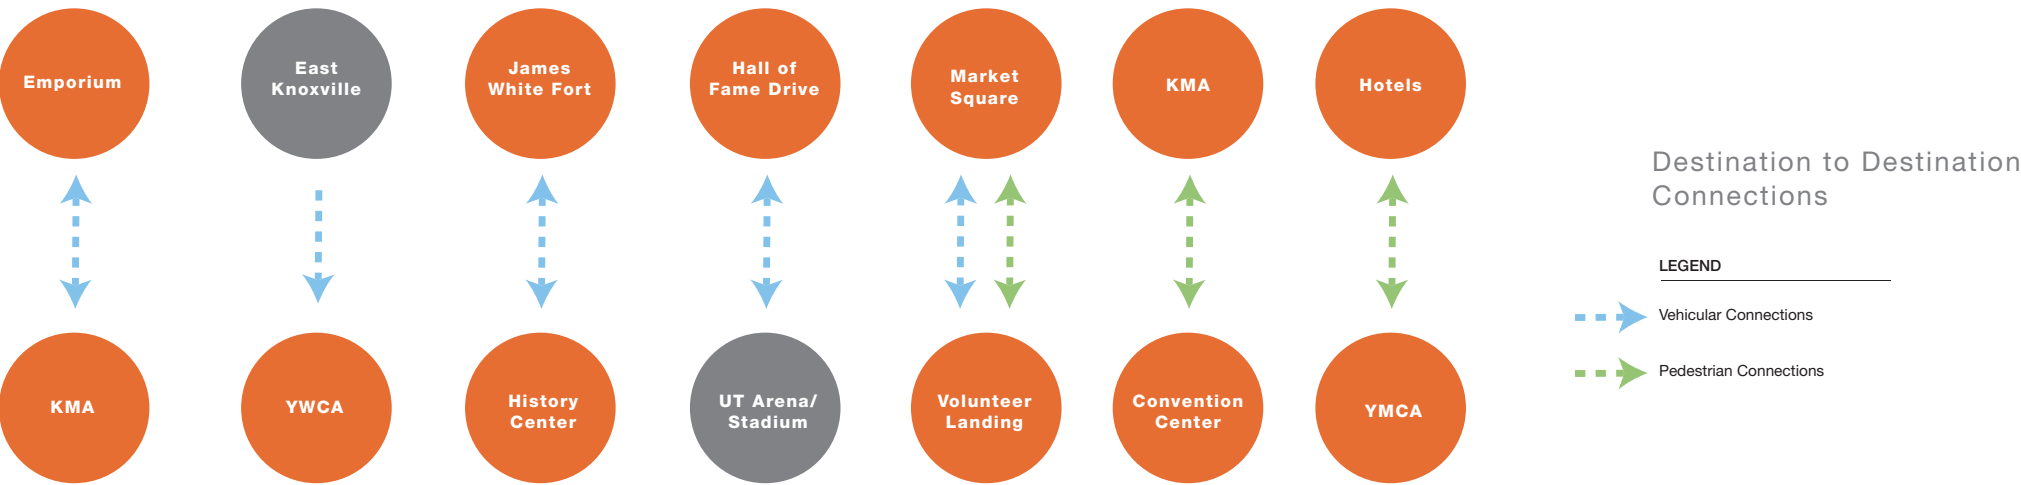 Emporium
East
Knoxville
James
White Fort
Hall of
Fame Drive
Market
Square
KMA
Hotels
KMA
YWCA
History
Center
UT Arena/
Stadium
Volunteer
Landing
Convention
Center
YMCA
Destination to Destination
Connections
LEGEND
Vehicular Connections
Pedestrian Connections